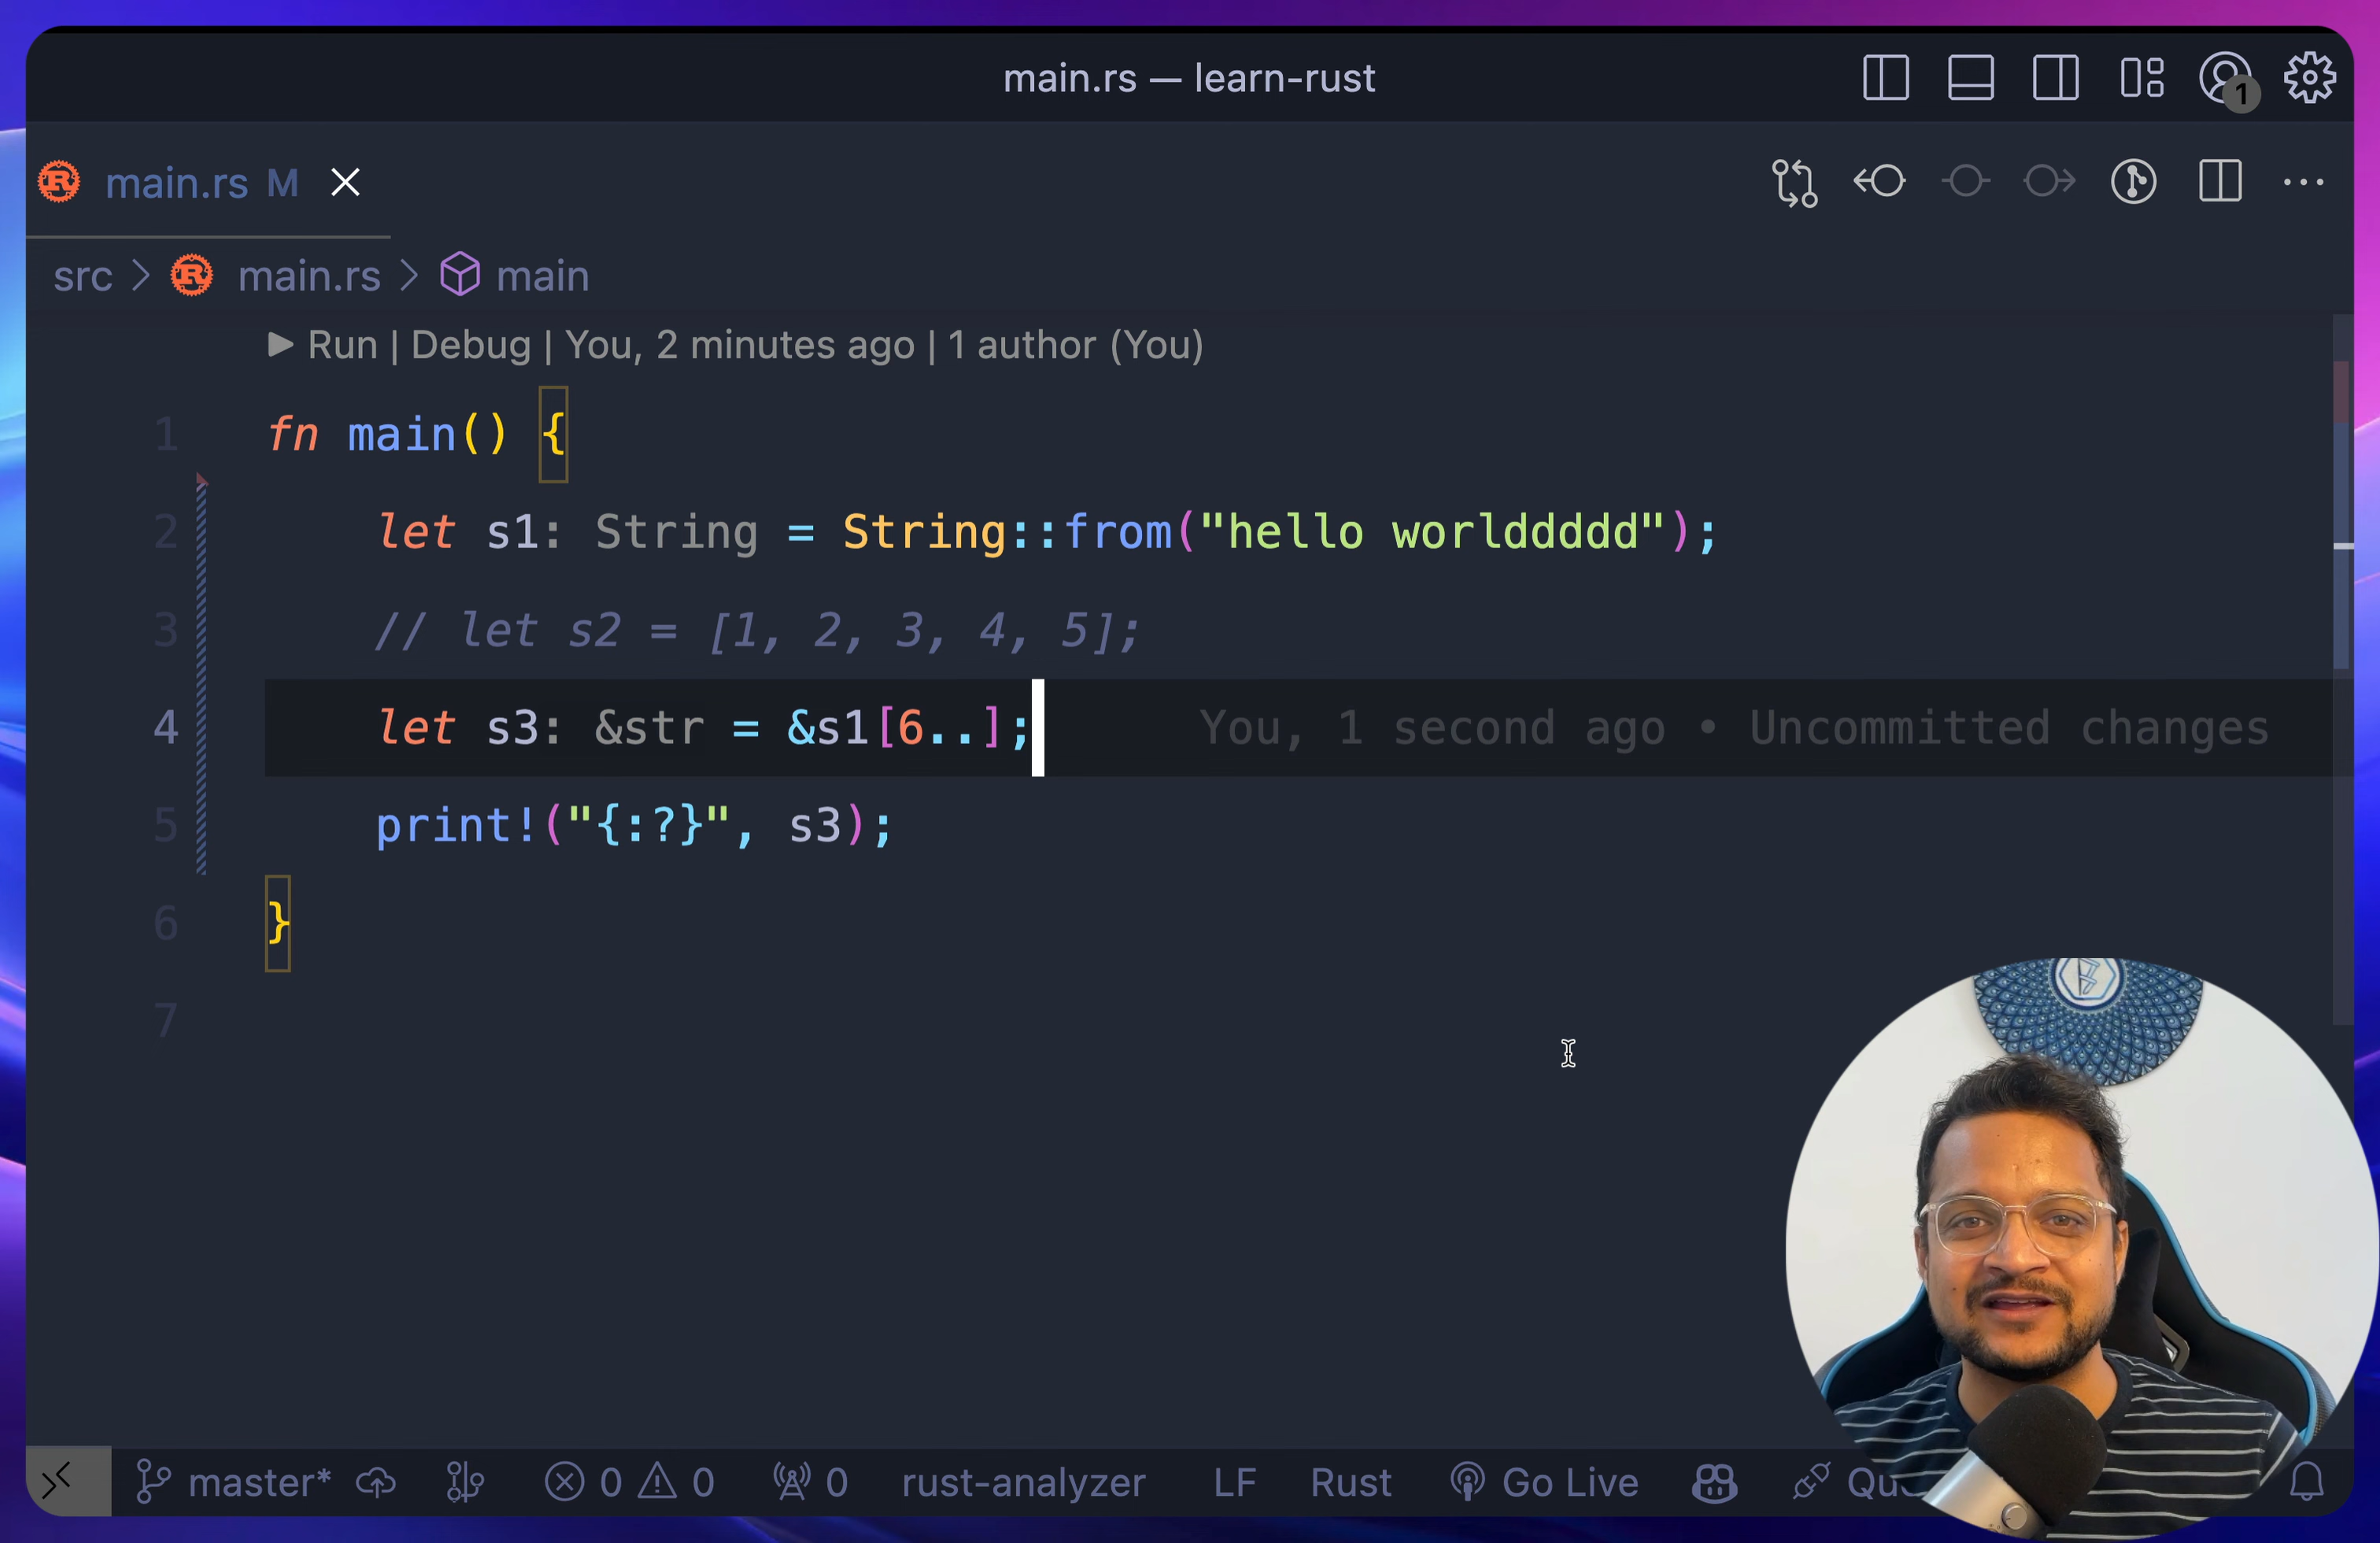 main.rs — learn-rust
1
main.rs M
src > main.rs > main
Run | Debug | You, 2 minutes ago | 1 author (You)
1 fn main() {
2 let s1: String = String::from("hello worlddddd");
3 // let s2 = [1, 2, 3, 4, 5];
4 let s3: &str = &s1[6..]; You, 1 second ago • Uncommitted changes
5 print!("{:?}", s3);
6 }
7
master* 0 0 0 rust-analyzer LF Rust Go Live